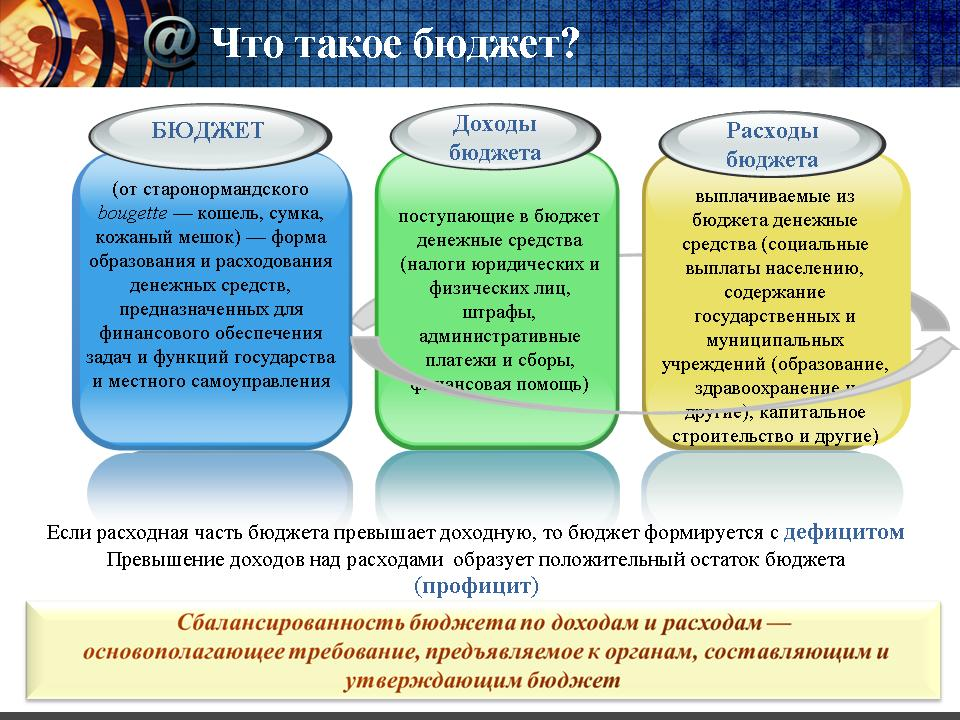 @ Что такое бюджет?
БЮДЖЕТ
(от старонормандского
bougette — кошель, сумка,
кожаный мешок) — форма
образования и расходования
денежных средств,
предназначенных для
финансового обеспечения
задач и функций государства
и местного самоуправления
Доходы
бюджета
поступающие в бюджет
денежные средства
(налоги юридических и
физических лиц,
штрафы,
административные
платежи и сборы,
финансовая помощь)
Расходы
бюджета
выплачиваемые из
бюджета денежные
средства (социальные
выплаты населению,
содержание
государственных и
муниципальных
учреждений (образование,
здравоохранение и
другие), капитальное
строительство и другие)
Если расходная часть бюджета превышает доходную, то бюджет формируется с дефицитом
Превышение доходов над расходами образует положительный остаток бюджета
(профицит)
Сбалансированность бюджета по доходам и расходам —
основополагающее требование, предъявляемое к органам, составляющим и
утверждающим бюджет